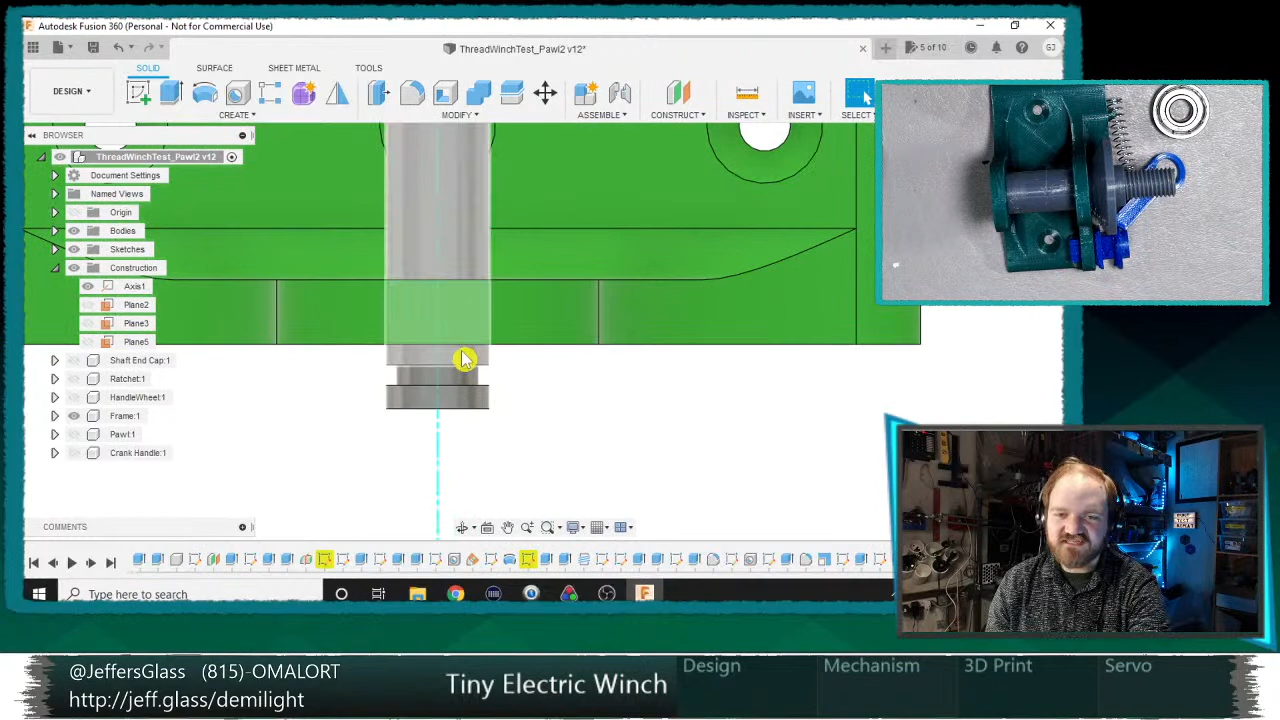 Autodesk Fusion 360 (Personal - Not for Commercial Use)
ThreadWinchTest_Pawl2 v12*
5 of 10
GJ
SOLID
SURFACE
SHEET METAL
TOOLS
DESIGN
CREATE
MODIFY
ASSEMBLE
CONSTRUCT
INSPECT
INSERT
SELECT
BROWSER
ThreadWinchTest_Pawl2 v12
Document Settings
Named Views
Origin
Bodies
Sketches
Construction
Axis1
Plane2
Plane3
Plane5
Shaft End Cap:1
Ratchet:1
HandleWheel:1
Frame:1
Pawl:1
Crank Handle:1
COMMENTS
Type here to search
@JeffersGlass (815)-OMALORT
http://jeff.glass/demilight
Tiny Electric Winch
Design
Mechanism
3D Print
Servo